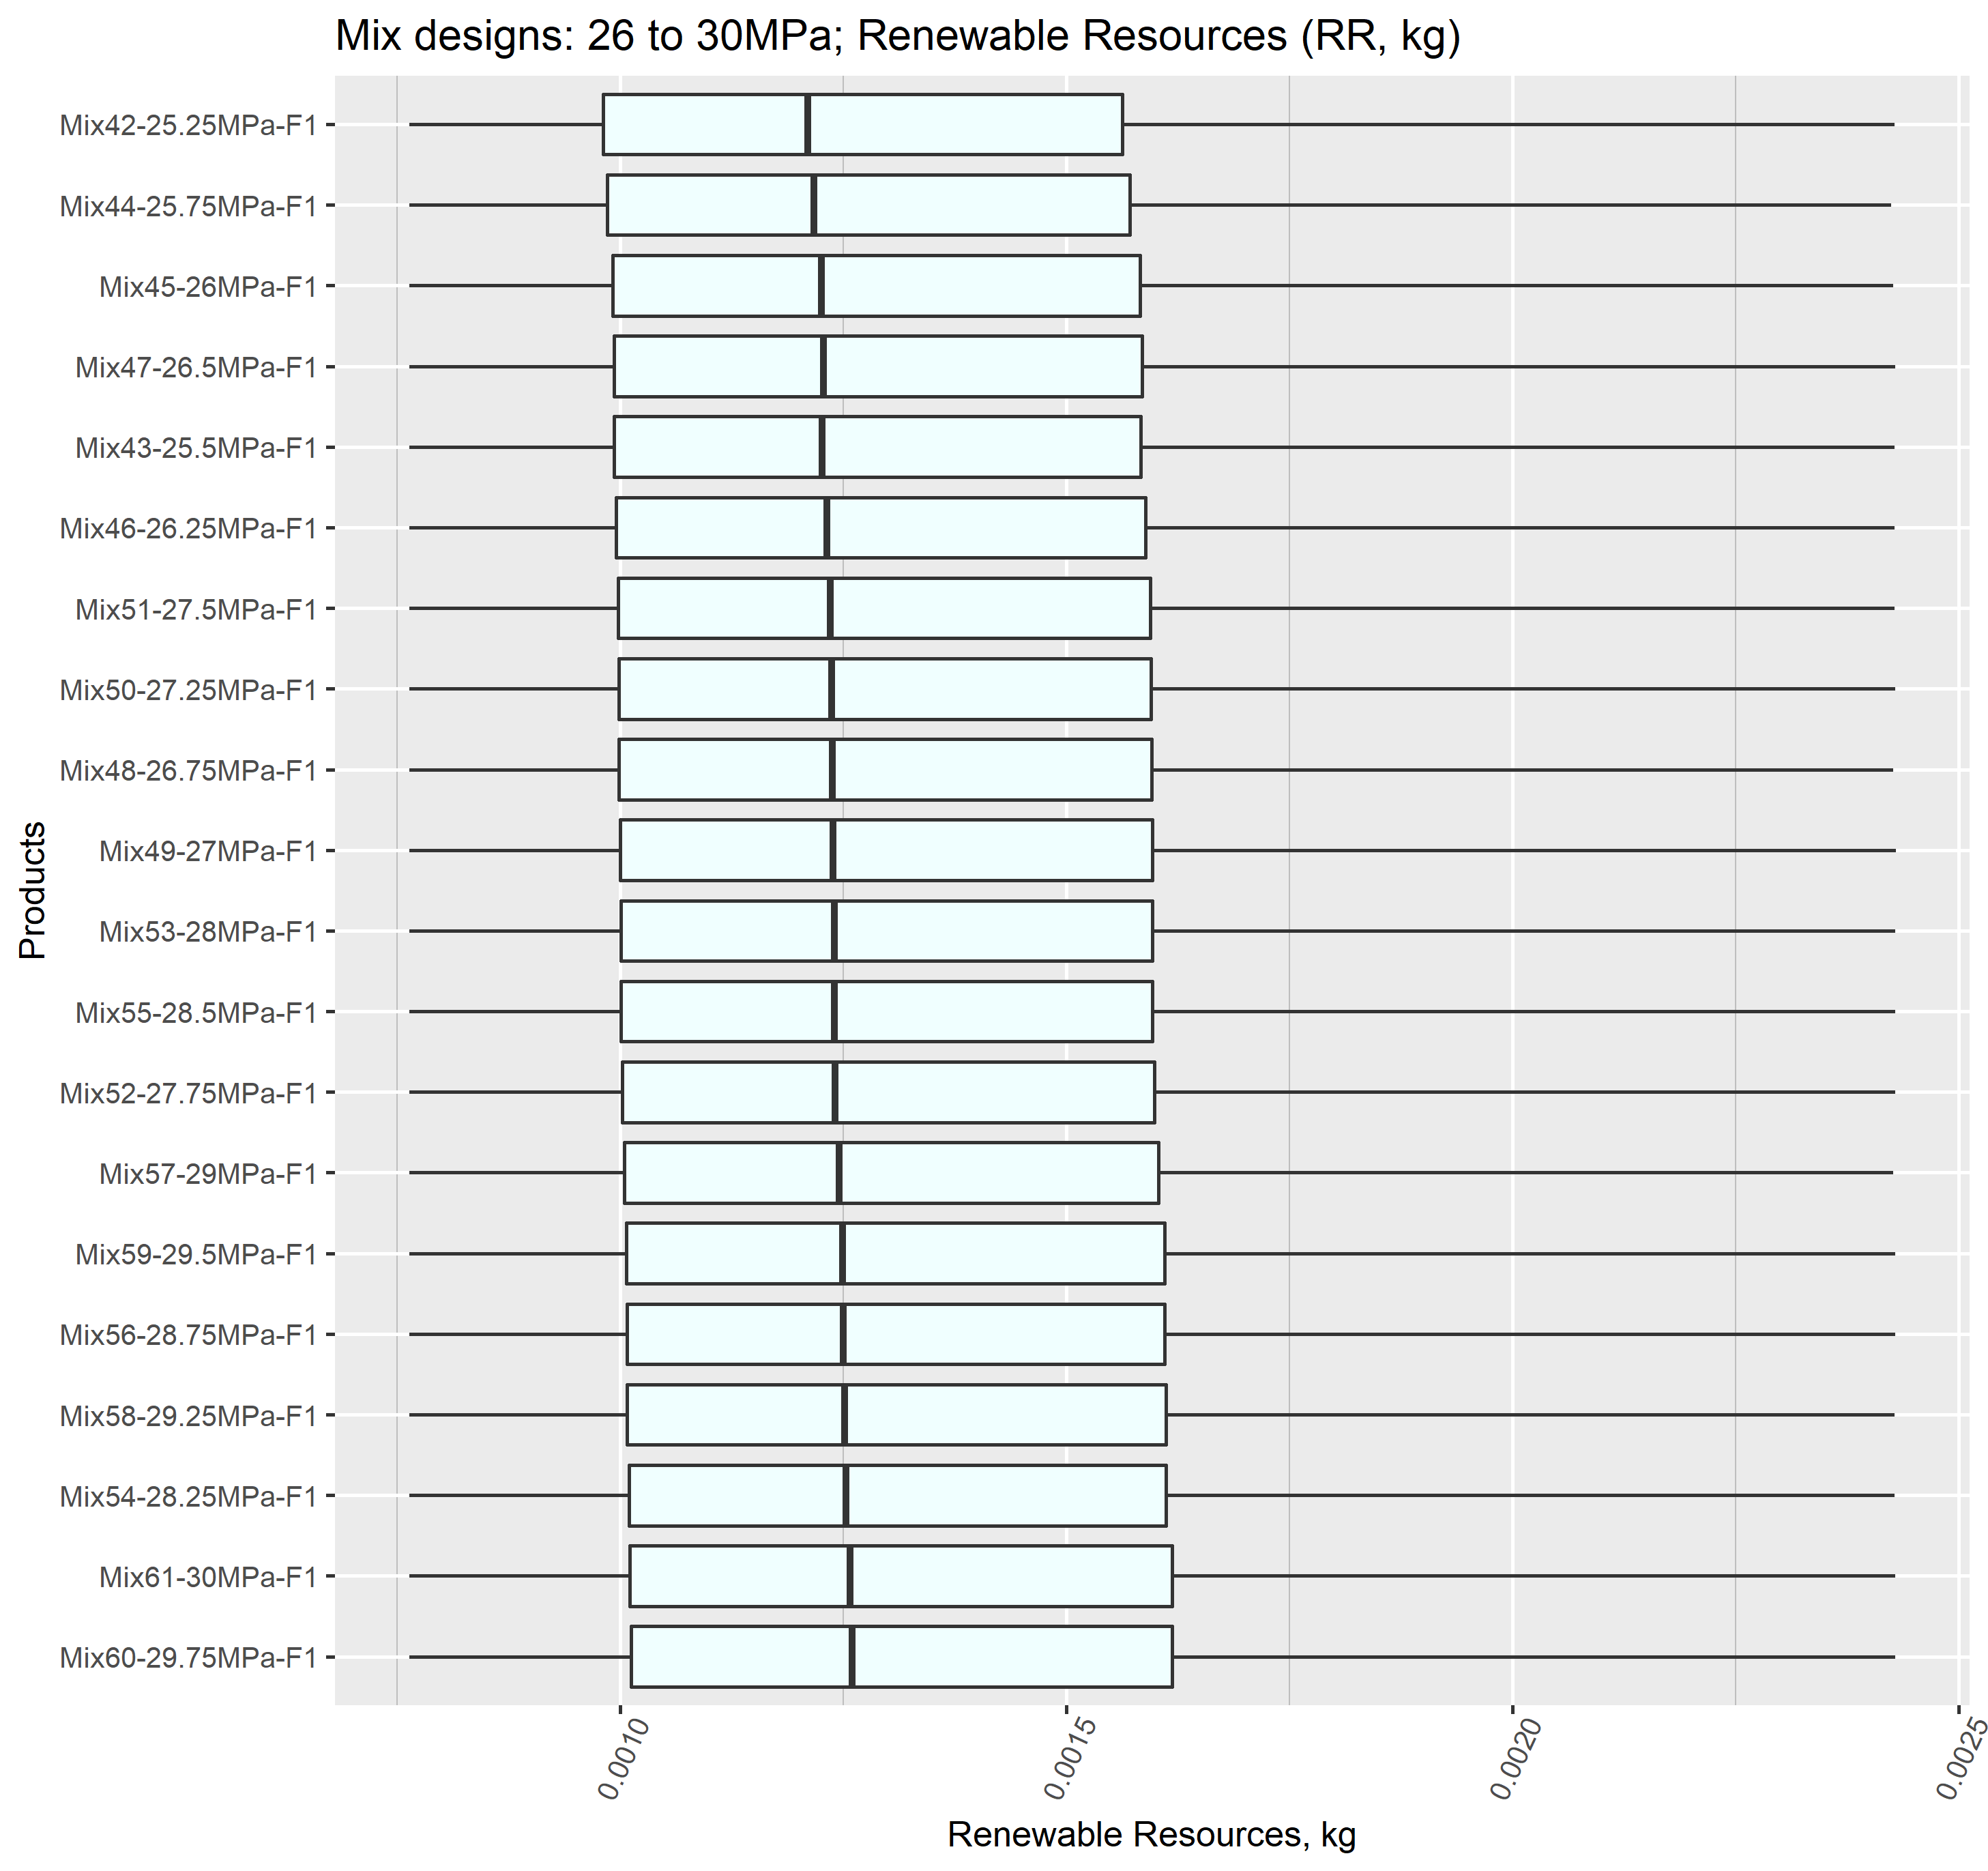 Mix designs: 26 to 30MPa; Renewable Resources (RR, kg)
Products
Mix42-25.25MPa-F1
Mix44-25.75MPa-F1
Mix45-26MPa-F1
Mix47-26.5MPa-F1
Mix43-25.5MPa-F1
Mix46-26.25MPa-F1
Mix51-27.5MPa-F1
Mix50-27.25MPa-F1
Mix48-26.75MPa-F1
Mix49-27MPa-F1
Mix53-28MPa-F1
Mix55-28.5MPa-F1
Mix52-27.75MPa-F1
Mix57-29MPa-F1
Mix59-29.5MPa-F1
Mix56-28.75MPa-F1
Mix58-29.25MPa-F1
Mix54-28.25MPa-F1
Mix61-30MPa-F1
Mix60-29.75MPa-F1
0.0010
0.0015
0.0020
0.0025
Renewable Resources, kg